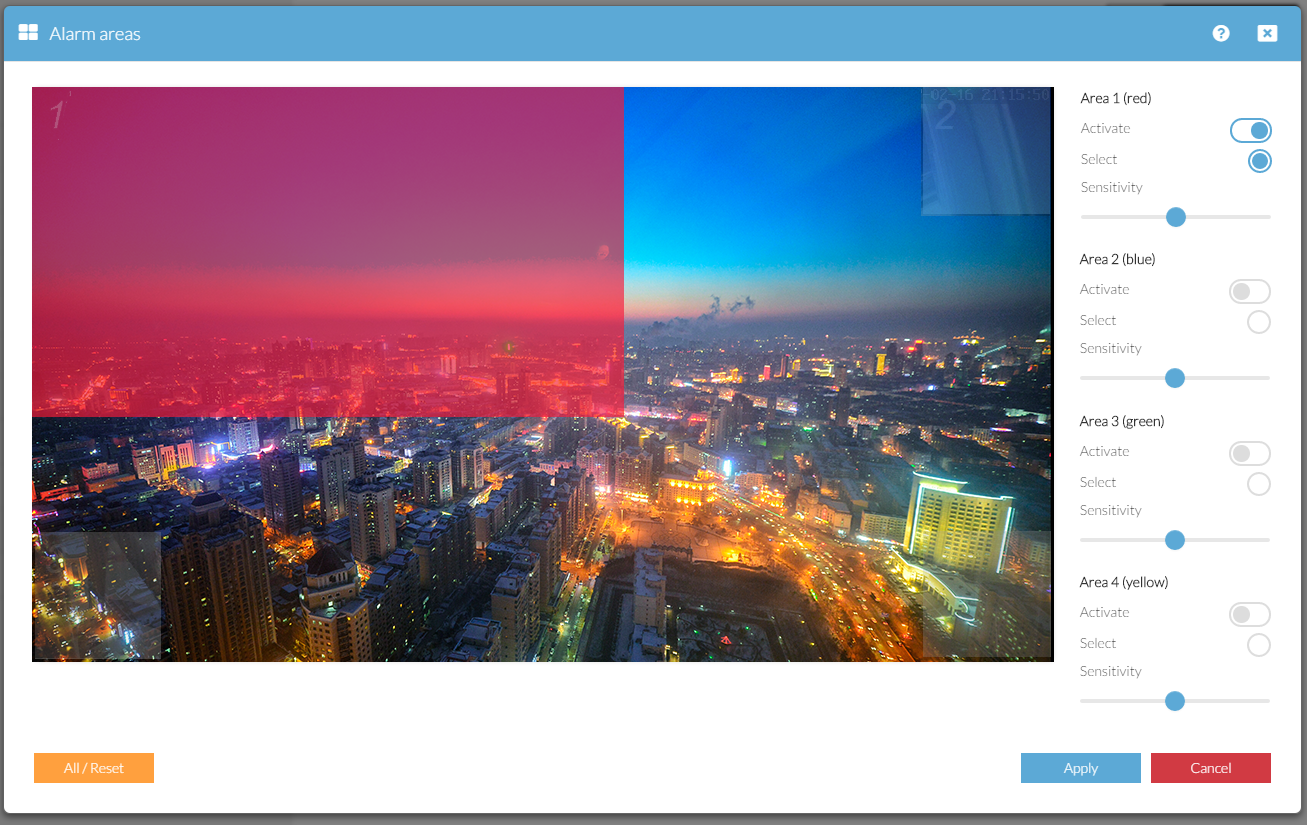 Alarm areas
1
2
-02-16 21:15:50
Area 1 (red)
Activate
Select
Sensitivity
Area 2 (blue)
Activate
Select
Sensitivity
Area 3 (green)
Activate
Select
Sensitivity
Area 4 (yellow)
Activate
Select
Sensitivity
All / Reset
Apply
Cancel